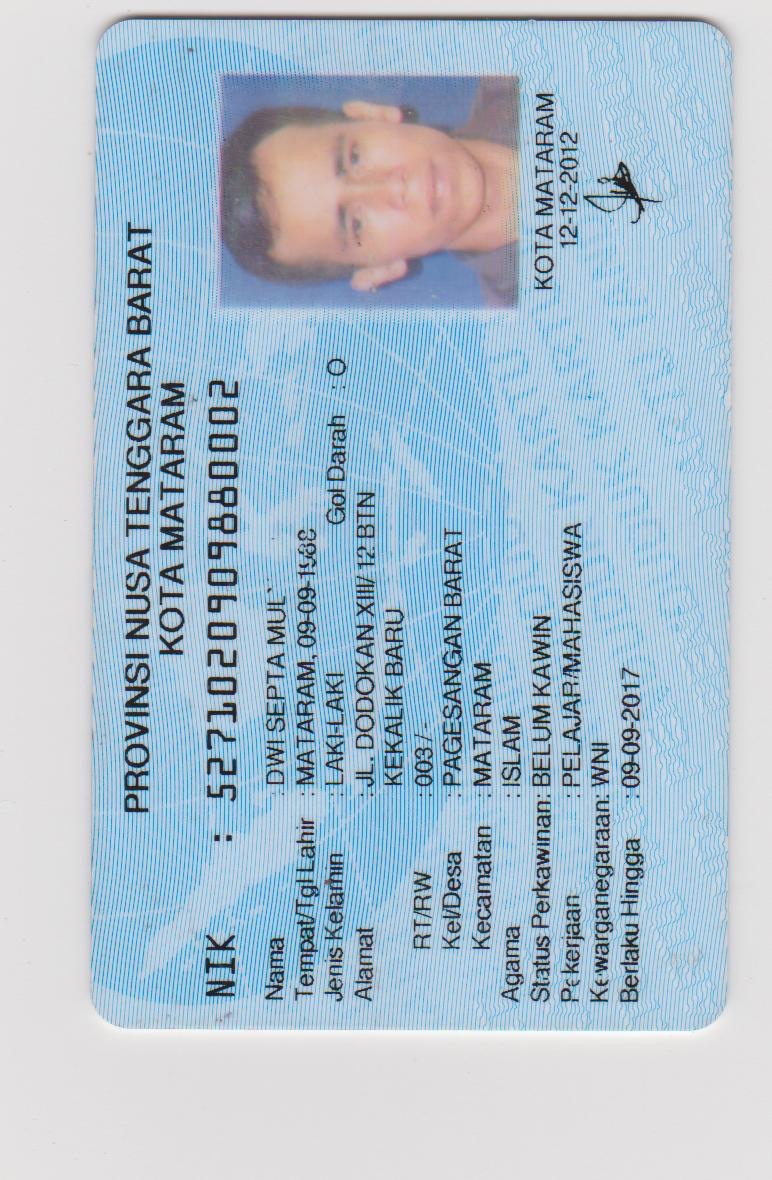 PROVINSI NUSA TENGGARA BARAT
KOTA MATARAM
NIK : 5271020909880002
Nama : DWI SEPTA
Tempat/Tgl Lahir : MATARAM, 09-09-1988
Jenis Kelamin : LAKI-LAKI Gol Darah : O
Alamat : JL. DODOKAN XIII/ 12 BTN
KEKALIK BARU
RT/RW : 003 / -
Kel/Desa : PAGESANGAN BARAT
Kecamatan : MATARAM
Agama : ISLAM
Status Perkawinan: BELUM KAWIN
Pekerjaan : PELAJAR/MAHASISWA
Kewarganegaraan: WNI
Berlaku Hingga : 09-09-2017
KOTA MATARAM
12-12-2012